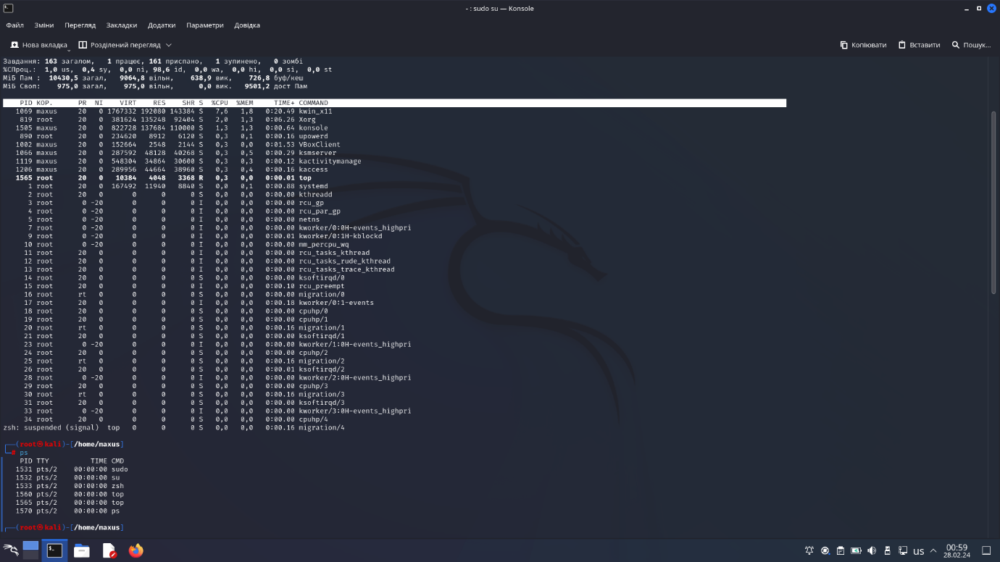 - : sudo su — Konsole
Файл Зміни Перегляд Закладки Додатки Параметри Довідка
Нова вкладка Розділений перегляд Копіювати Вставити Пошук...
Завдання: 163 загалом, 1 працює, 161 приспано, 1 зупинено, 0 зомбі
%CПроц.: 1,0 us, 0,4 sy, 0,0 ni, 98,6 id, 0,0 wa, 0,0 hi, 0,0 si, 0,0 st
МіБ Пам : 10430,5 загал, 9064,8 вільн, 638,9 вик, 726,8 буф/кеш
МіБ Своп: 975,0 загал, 975,0 вільн, 0,0 вик. 9501,2 дост Пам
PID КОР. PR NI VIRT RES SHR S %CPU %MEM TIME+ COMMAND
1069 maxus 20 0 1767332 192080 143384 S 7,6 1,8 0:20.49 kwin_x11
819 root 20 0 381624 135248 92404 S 2,0 1,3 0:06.26 Xorg
1505 maxus 20 0 822728 137684 110000 S 1,3 1,3 0:00.64 konsole
890 root 20 0 234620 8912 6120 S 0,3 0,1 0:00.16 upowerd
1002 maxus 20 0 152664 2548 2144 S 0,3 0,0 0:01.53 VBoxClient
1066 maxus 20 0 287592 48128 40268 S 0,3 0,5 0:00.29 ksmserver
1119 maxus 20 0 548304 34864 30600 S 0,3 0,3 0:00.12 kactivitymanage
1206 maxus 20 0 289956 44664 38960 S 0,3 0,4 0:00.16 kaccess
1565 root 20 0 10384 4048 3368 R 0,3 0,0 0:00.01 top
1 root 20 0 167492 11940 8840 S 0,0 0,1 0:00.88 systemd
2 root 20 0 0 0 0 S 0,0 0,0 0:00.00 kthreadd
3 root 0 -20 0 0 0 I 0,0 0,0 0:00.00 rcu_gp
4 root 0 -20 0 0 0 I 0,0 0,0 0:00.00 rcu_par_gp
5 root 0 -20 0 0 0 I 0,0 0,0 0:00.00 netns
7 root 0 -20 0 0 0 I 0,0 0,0 0:00.00 kworker/0:0H-events_highpri
9 root 0 -20 0 0 0 I 0,0 0,0 0:00.01 kworker/0:1H-kblockd
10 root 0 -20 0 0 0 I 0,0 0,0 0:00.00 mm_percpu_wq
11 root 20 0 0 0 0 I 0,0 0,0 0:00.00 rcu_tasks_kthread
12 root 20 0 0 0 0 I 0,0 0,0 0:00.00 rcu_tasks_rude_kthread
13 root 20 0 0 0 0 I 0,0 0,0 0:00.00 rcu_tasks_trace_kthread
14 root 20 0 0 0 0 S 0,0 0,0 0:00.00 ksoftirqd/0
15 root 20 0 0 0 0 I 0,0 0,0 0:00.10 rcu_preempt
16 root rt 0 0 0 0 S 0,0 0,0 0:00.00 migration/0
17 root 20 0 0 0 0 I 0,0 0,0 0:00.18 kworker/0:1-events
18 root 20 0 0 0 0 S 0,0 0,0 0:00.00 cpuhp/0
19 root 20 0 0 0 0 S 0,0 0,0 0:00.00 cpuhp/1
20 root rt 0 0 0 0 S 0,0 0,0 0:00.16 migration/1
21 root 20 0 0 0 0 S 0,0 0,0 0:00.00 ksoftirqd/1
23 root 0 -20 0 0 0 I 0,0 0,0 0:00.00 kworker/1:0H-events_highpri
24 root 20 0 0 0 0 S 0,0 0,0 0:00.00 cpuhp/2
25 root rt 0 0 0 0 S 0,0 0,0 0:00.16 migration/2
26 root 20 0 0 0 0 S 0,0 0,0 0:00.01 ksoftirqd/2
28 root 0 -20 0 0 0 I 0,0 0,0 0:00.00 kworker/2:0H-events_highpri
29 root 20 0 0 0 0 S 0,0 0,0 0:00.00 cpuhp/3
30 root rt 0 0 0 0 S 0,0 0,0 0:00.16 migration/3
31 root 20 0 0 0 0 S 0,0 0,0 0:00.00 ksoftirqd/3
33 root 0 -20 0 0 0 I 0,0 0,0 0:00.00 kworker/3:0H-events_highpri
34 root 20 0 0 0 0 S 0,0 0,0 0:00.00 cpuhp/4
zsh: suspended (signal) top 0 0 0 S 0,0 0,0 0:00.16 migration/4
┌──(root㉿kali)-[/home/maxus]
└─# ps
PID TTY TIME CMD
1531 pts/2 00:00:00 sudo
1532 pts/2 00:00:00 su
1533 pts/2 00:00:00 zsh
1560 pts/2 00:00:00 top
1565 pts/2 00:00:00 top
1570 pts/2 00:00:00 ps
┌──(root㉿kali)-[/home/maxus]
us 00:59
28.02.24